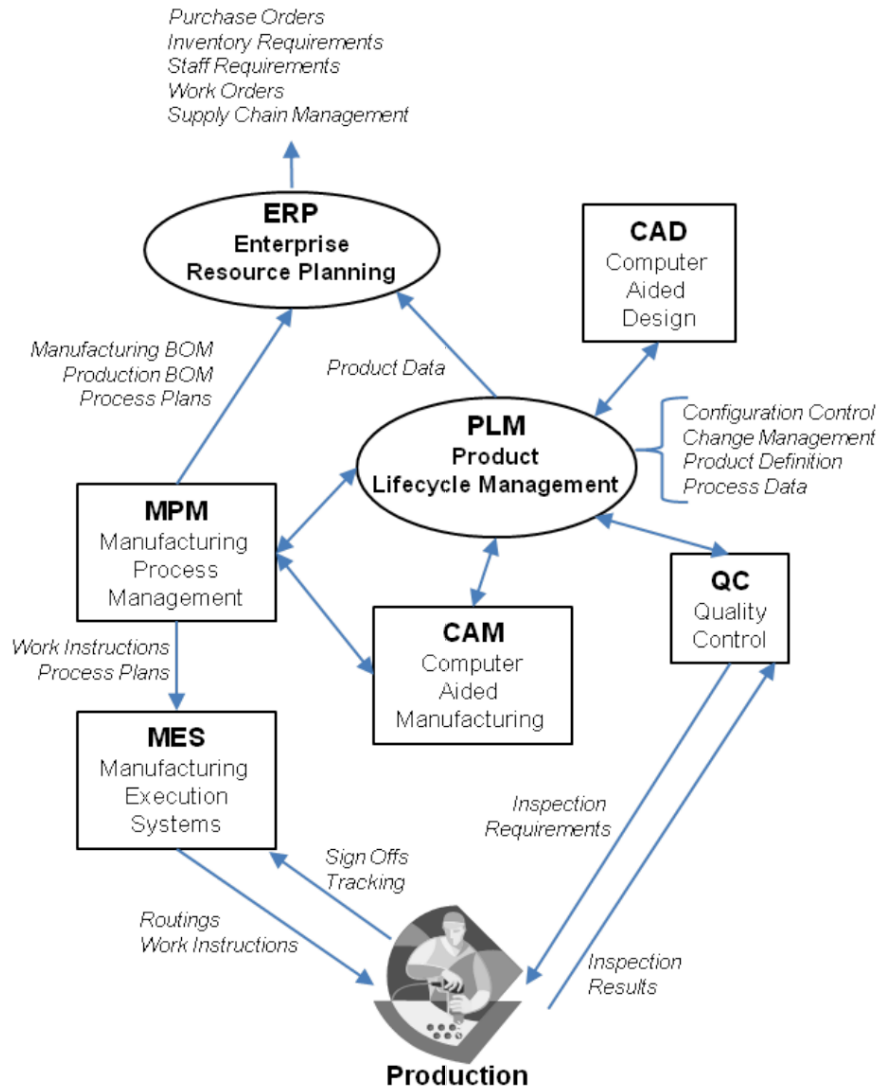 Purchase Orders
Inventory Requirements
Staff Requirements
Work Orders
Supply Chain Management
ERP
Enterprise
Resource Planning
CAD
Computer
Aided
Design
Manufacturing BOM
Production BOM
Process Plans
Product Data
PLM
Product
Lifecycle Management
Configuration Control
Change Management
Product Definition
Process Data
MPM
Manufacturing
Process
Management
QC
Quality
Control
CAM
Computer
Aided
Manufacturing
Work Instructions
Process Plans
MES
Manufacturing
Execution
Systems
Inspection
Requirements
Sign Offs
Tracking
Routings
Work Instructions
Inspection
Results
Production